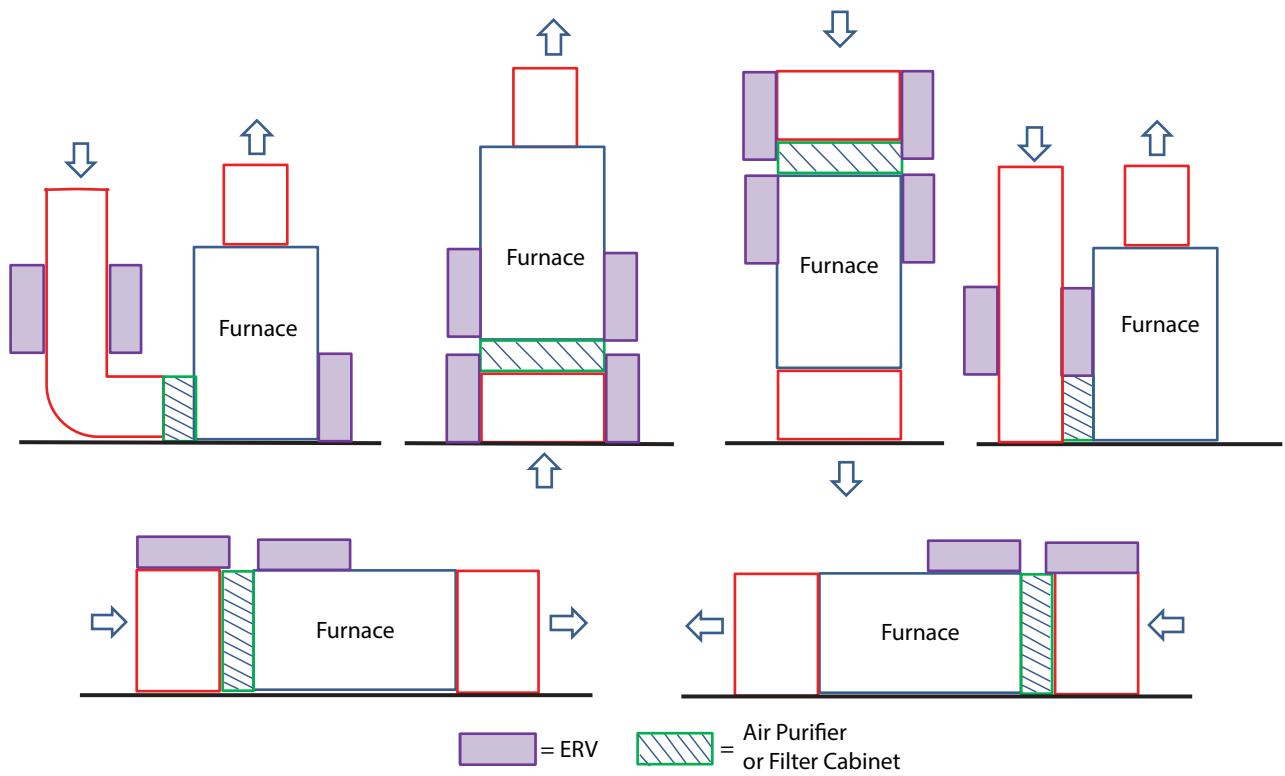 Furnace
Furnace
Furnace
Furnace
Furnace
Furnace
= ERV
= Air Purifier
or Filter Cabinet